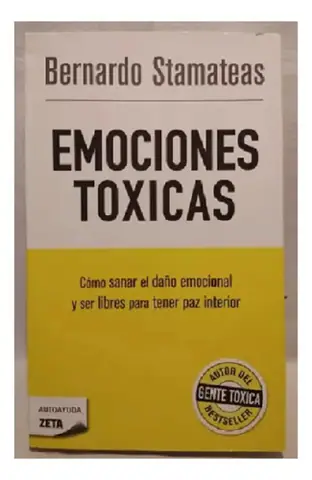 Bernardo Stamateas
EMOCIONES
TOXICAS
Cómo sanar el daño emocional
y ser libres para tener paz interior
AUTOR DEL
GENTE TOXICA
BESTSELLER
AUTOAYUDA
ZETA